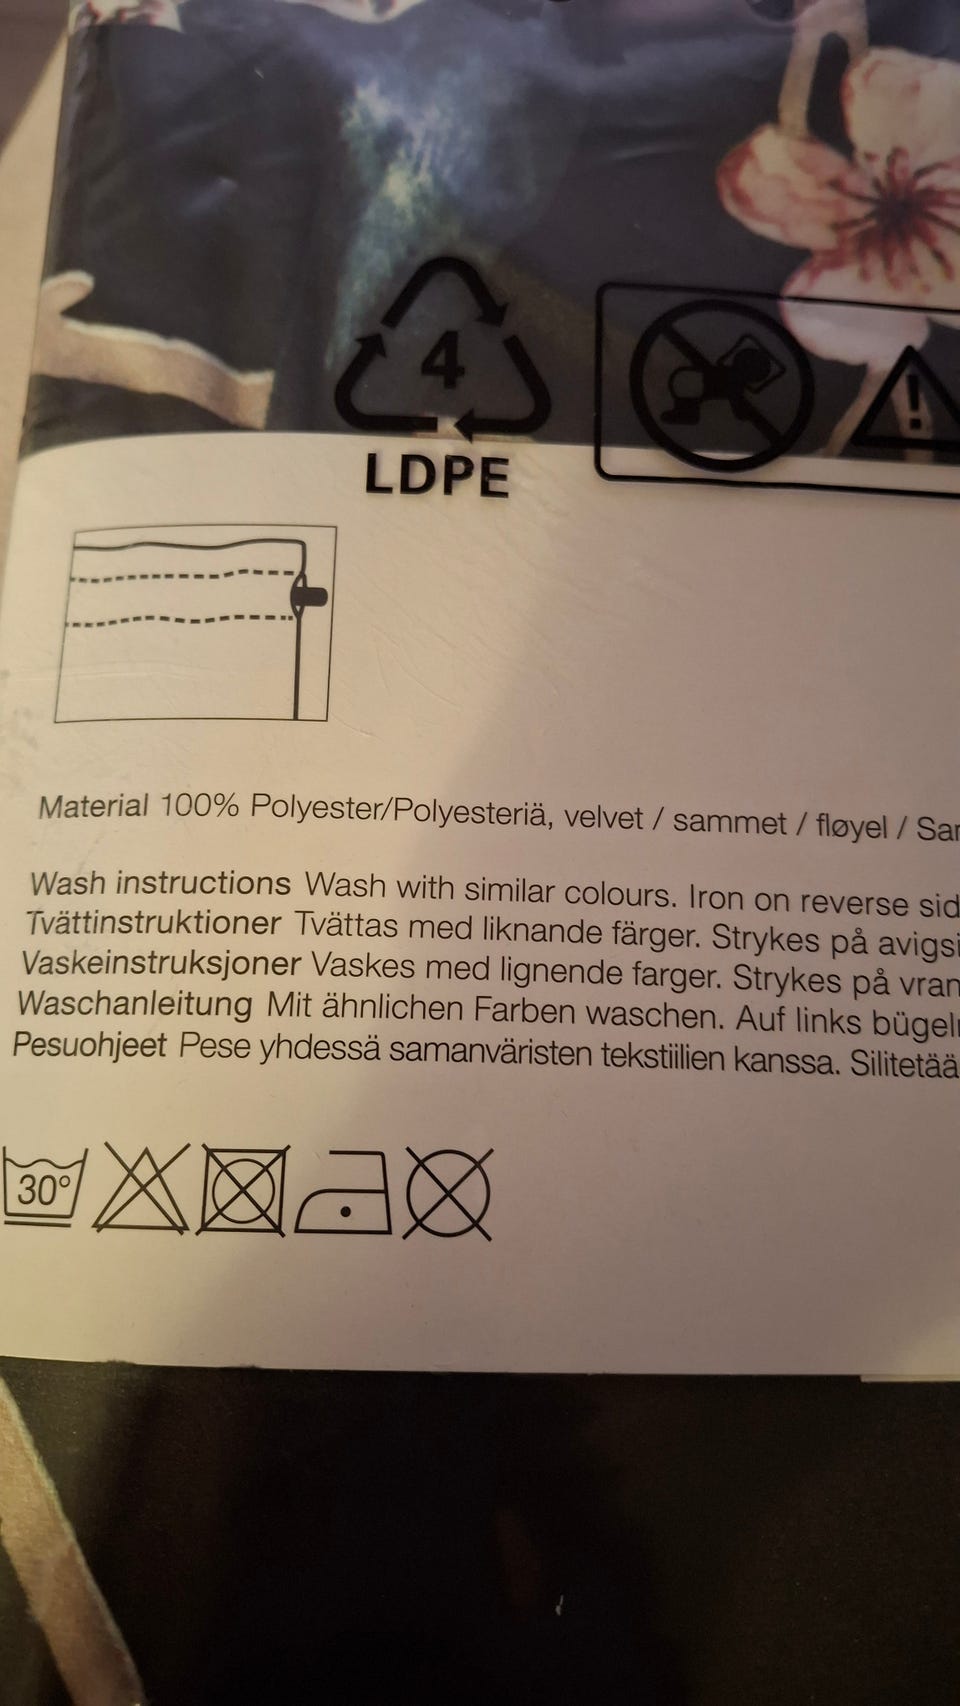 4
LDPE
Material 100% Polyester/Polyesteriä, velvet / sammet / fløyel /
Wash instructions Wash with similar colours. Iron on reverse
Tvättinstruktioner Tvättas med liknande färger. Strykes på
Vaskeinstruksjoner Vaskes med lignende farger. Strykes på
Waschanleitung Mit ähnlichen Farben waschen. Auf links
Pesuohjeet Pese yhdessä samanväristen tekstiilien kanssa.
30°